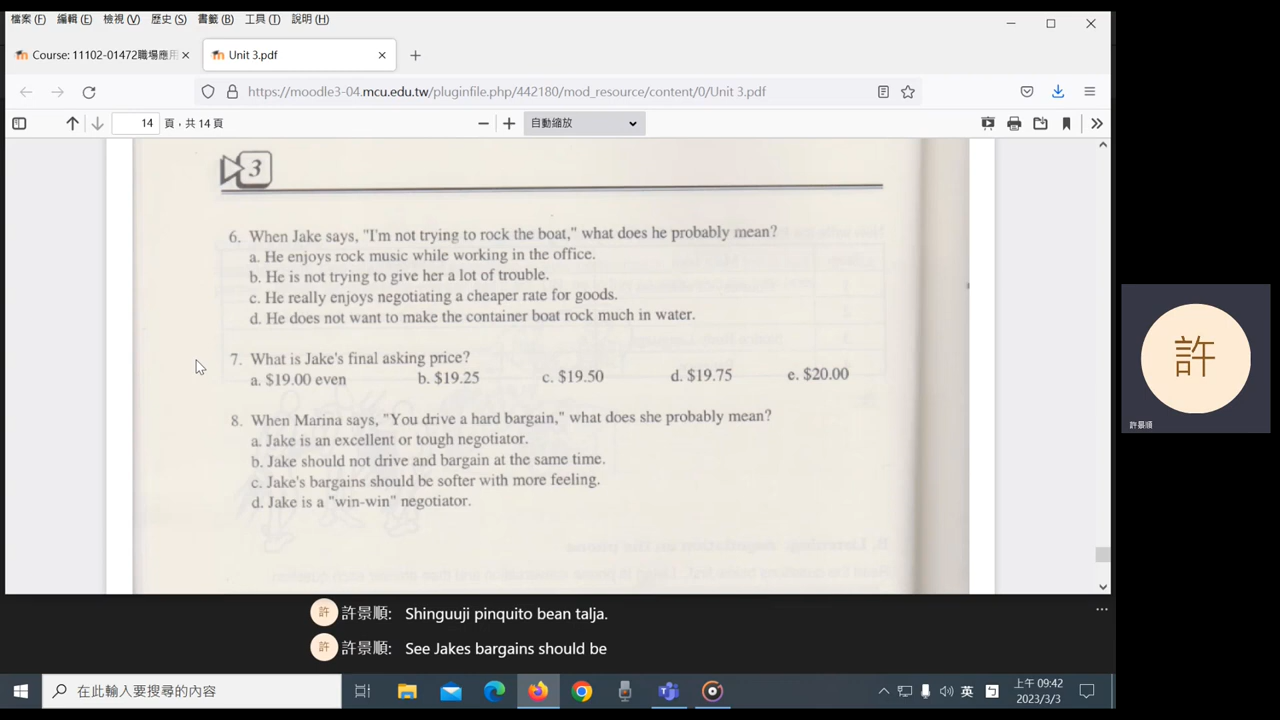 檔案 (F) 編輯 (E) 檢視 (V) 歷史 (S) 書籤 (B) 工具 (T) 說明 (H)
Course: 11102-01472職場應用
Unit 3.pdf
https://moodle3-04.mcu.edu.tw/pluginfile.php/442180/mod_resource/content/0/Unit 3.pdf
14 頁，共 14 頁
自動縮放
3
6. When Jake says, "I'm not trying to rock the boat," what does he probably mean?
a. He enjoys rock music while working in the office.
b. He is not trying to give her a lot of trouble.
c. He really enjoys negotiating a cheaper rate for goods.
d. He does not want to make the container boat rock much in water.
7. What is Jake's final asking price?
a. $19.00 even b. $19.25 c. $19.50 d. $19.75 e. $20.00
8. When Marina says, "You drive a hard bargain," what does she probably mean?
a. Jake is an excellent or tough negotiator.
b. Jake should not drive and bargain at the same time.
c. Jake's bargains should be softer with more feeling.
d. Jake is a "win-win" negotiator.
許
許景順
許 許景順: Shinguuji pinquito bean talja.
許 許景順: See Jakes bargains should be
在此輸入要搜尋的內容
英
上午 09:42
2023/3/3